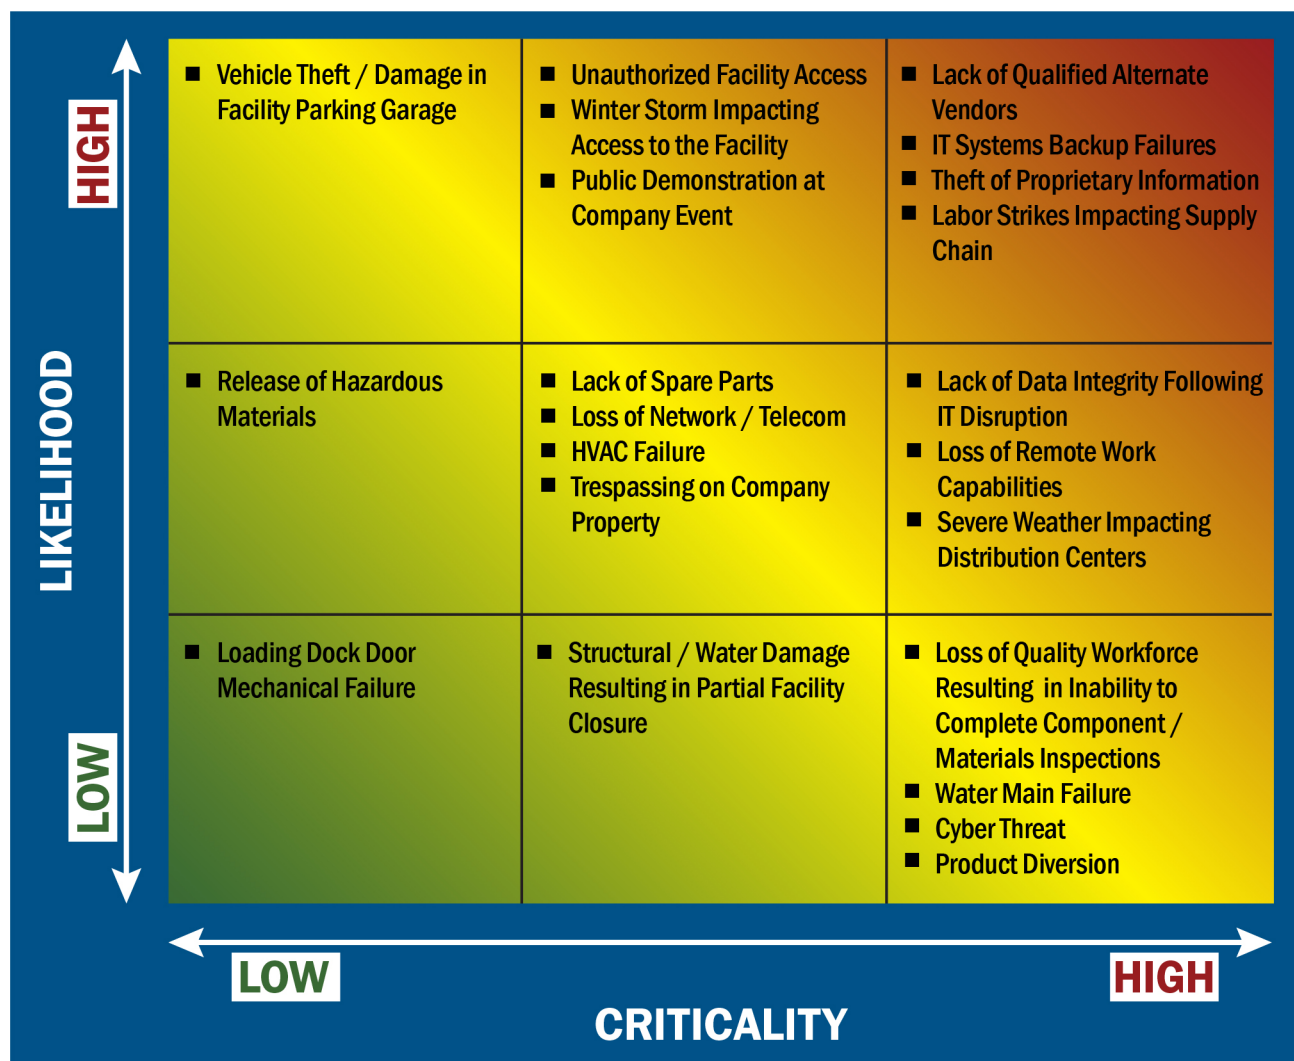 HIGH
LIKELIHOOD
LOW
■ Vehicle Theft / Damage in
Facility Parking Garage
■ Unauthorized Facility Access
■ Winter Storm Impacting
Access to the Facility
■ Public Demonstration at
Company Event
■ Lack of Qualified Alternate
Vendors
■ IT Systems Backup Failures
■ Theft of Proprietary Information
■ Labor Strikes Impacting Supply
Chain
■ Release of Hazardous
Materials
■ Lack of Spare Parts
■ Loss of Network / Telecom
■ HVAC Failure
■ Trespassing on Company
Property
■ Lack of Data Integrity Following
IT Disruption
■ Loss of Remote Work
Capabilities
■ Severe Weather Impacting
Distribution Centers
■ Loading Dock Door
Mechanical Failure
■ Structural / Water Damage
Resulting in Partial Facility
Closure
■ Loss of Quality Workforce
Resulting in Inability to
Complete Component /
Materials Inspections
■ Water Main Failure
■ Cyber Threat
■ Product Diversion
LOW
HIGH
CRITICALITY